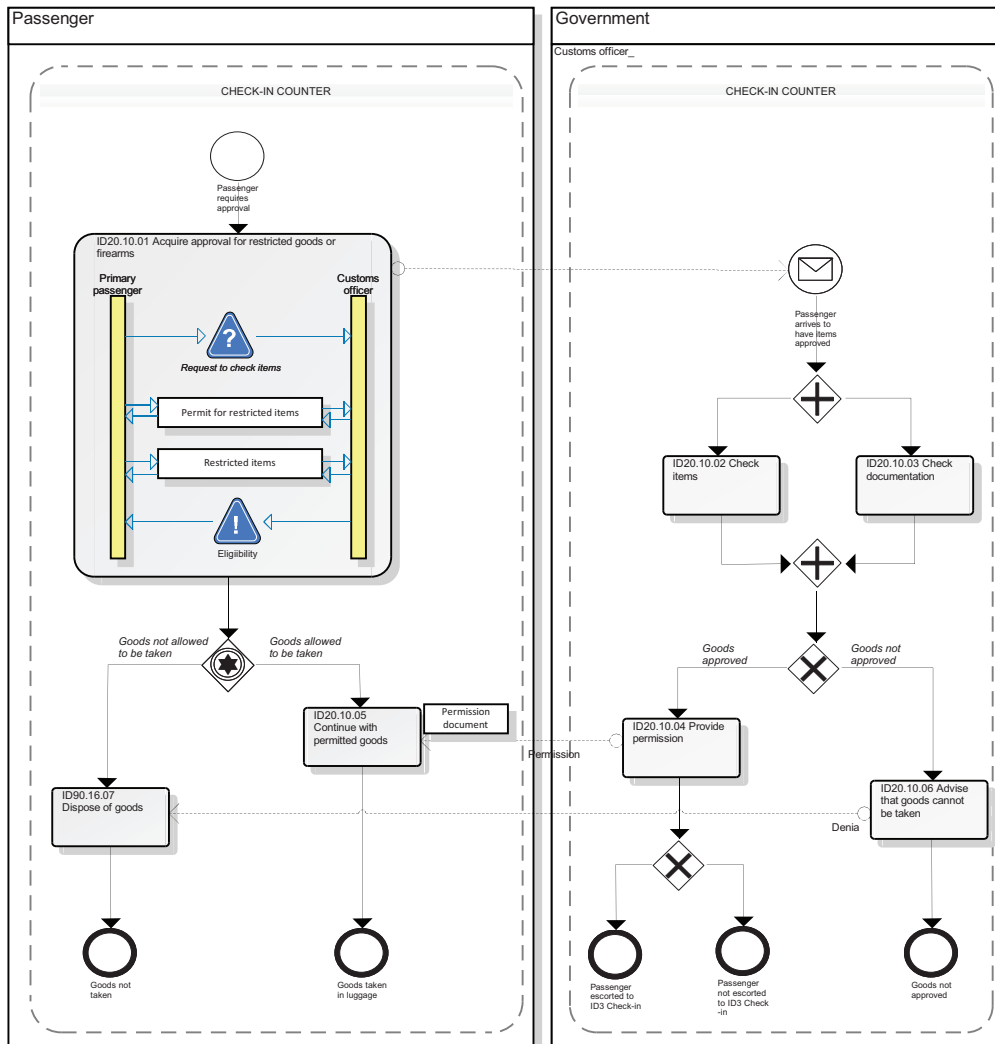 Passenger
CHECK-IN COUNTER
Passenger
requires
approval
ID20.10.01 Acquire approval for restricted goods or
firearms
Primary
passenger
Customs
officer
?
Request to check items
Permit for restricted items
Restricted items
!
Eligiibility
Goods not allowed
to be taken
Goods allowed
to be taken
ID20.10.05
Continue with
permitted goods
Permission
document
ID90.16.07
Dispose of goods
Goods not
taken
Goods taken
in luggage
Government
Customs officer_
CHECK-IN COUNTER
Passenger
arrives to
have items
approved
ID20.10.02 Check
items
ID20.10.03 Check
documentation
Goods
approved
Goods not
approved
ID20.10.04 Provide
permission
Permission
ID20.10.06 Advise
that goods cannot
be taken
Denia
Passenger
escorted to
ID3 Check-in
Passenger
not escorted
to ID3 Check
-in
Goods not
approved